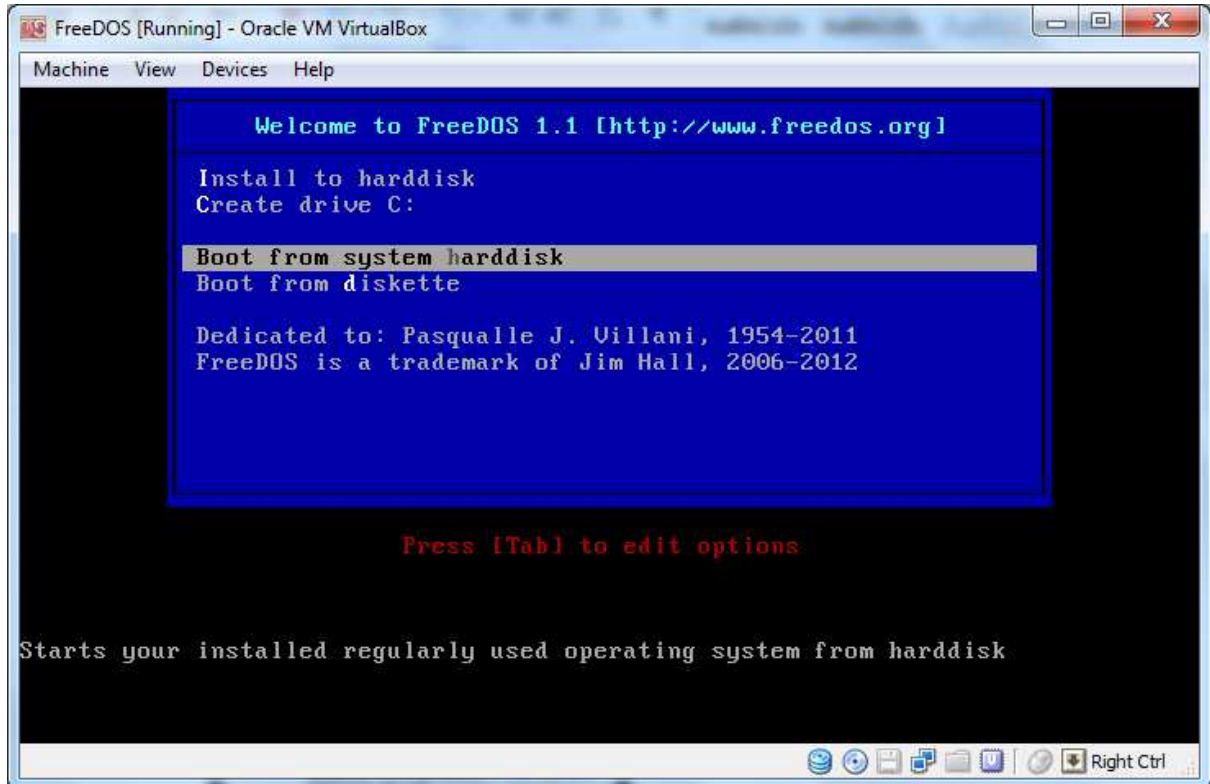 FreeDOS [Running] - Oracle VM VirtualBox
Machine View Devices Help
Welcome to FreeDOS 1.1 [http://www.freedos.org]
Install to harddisk
Create drive C:
Boot from system harddisk
Boot from diskette
Dedicated to: Pasqualle J. Villani, 1954-2011
FreeDOS is a trademark of Jim Hall, 2006-2012
Press [Tab] to edit options
Starts your installed regularly used operating system from harddisk
Right Ctrl